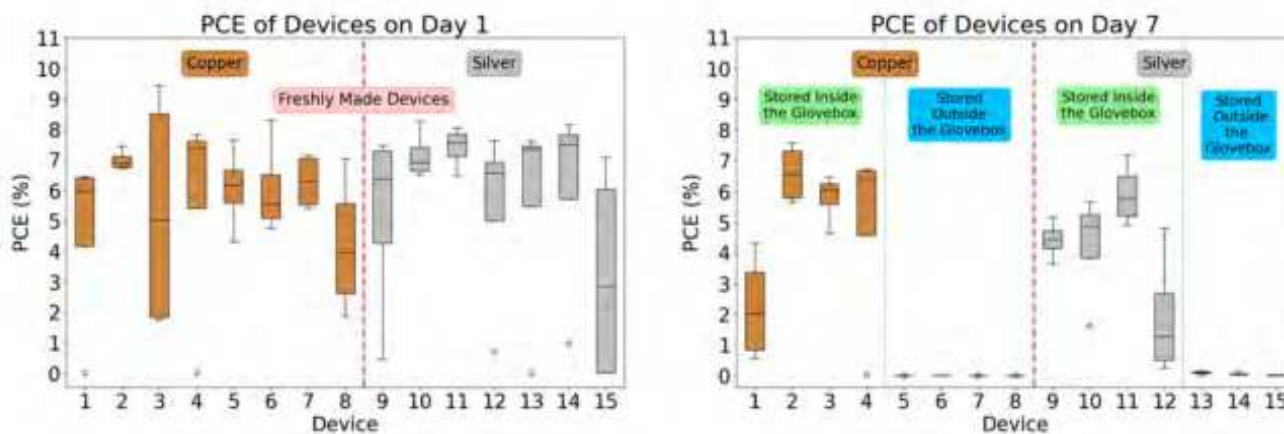 PCE of Devices on Day 1
11
10
9
8
7
6
5
4
3
2
1
0
PCE (%)
Copper
Silver
Freshly Made Devices
1 2 3 4 5 6 7 8 9 10 11 12 13 14 15
Device
PCE of Devices on Day 7
11
10
9
8
7
6
5
4
3
2
1
0
PCE (%)
Copper
Silver
Stored Inside
the Glovebox
Stored
Outside
the Glovebox
Stored Inside
the Glovebox
Stored
Outside
the
Glovebox
1 2 3 4 5 6 7 8 9 10 11 12 13 14 15
Device